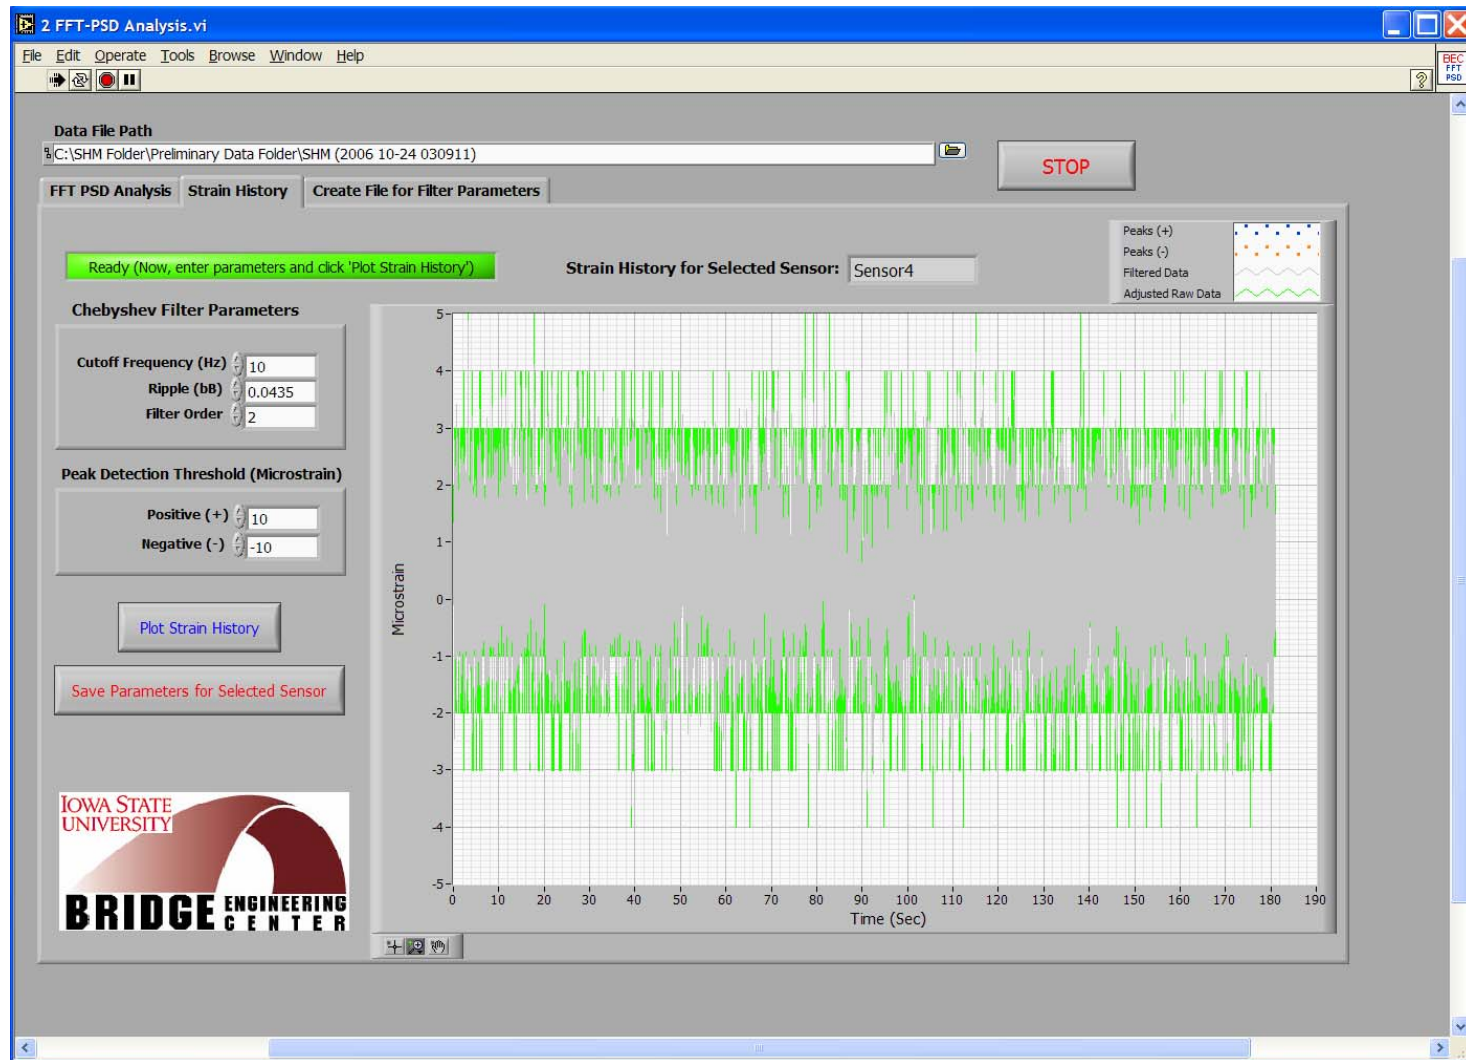 2 FFT-PSD Analysis.vi
File Edit Operate Tools Browse Window Help
?
BEC
FFT
PSD
Data File Path
C:\SHM Folder\Preliminary Data Folder\SHM (2006 10-24 030911)
STOP
FFT PSD Analysis Strain History Create File for Filter Parameters
Ready (Now, enter parameters and click 'Plot Strain History')
Strain History for Selected Sensor: Sensor4
Peaks (+)
Peaks (-)
Filtered Data
Adjusted Raw Data
Chebyshev Filter Parameters
Cutoff Frequency (Hz) 10
Ripple (bB) 0.0435
Filter Order 2
Peak Detection Threshold (Microstrain)
Positive (+) 10
Negative (-) -10
Plot Strain History
Save Parameters for Selected Sensor
IOWA STATE
UNIVERSITY
BRIDGE ENGINEERING
CENTER
Microstrain
5
4
3
2
1
0
-1
-2
-3
-4
-5
0 10 20 30 40 50 60 70 80 90 100 110 120 130 140 150 160 170 180 190
Time (Sec)